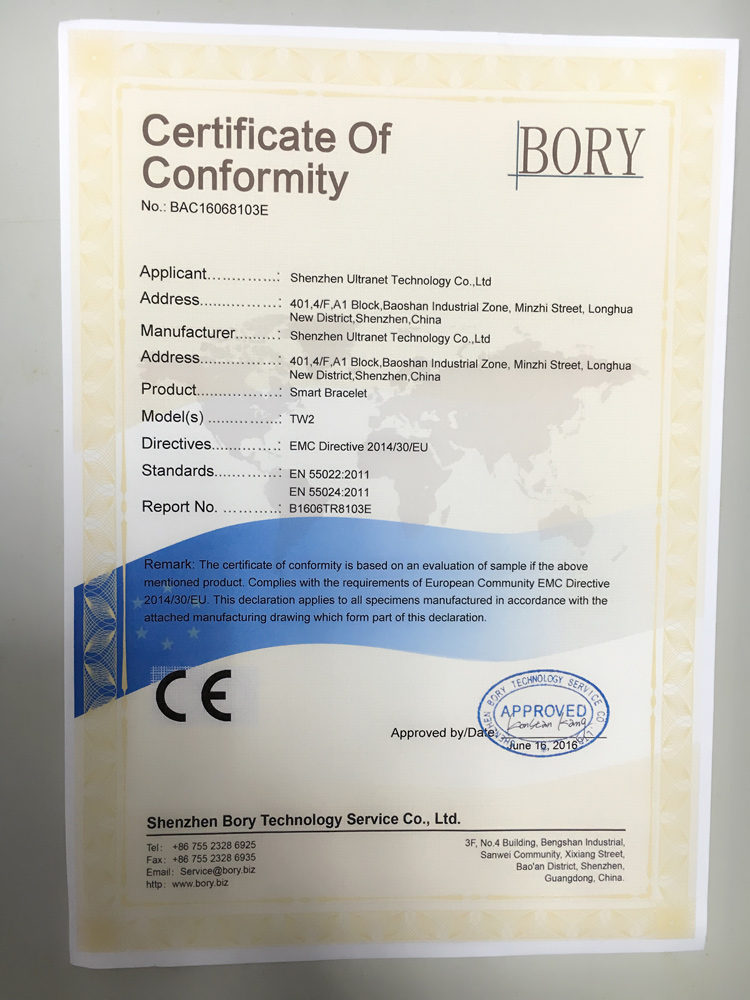 Certificate Of
Conformity
BORY
No.: BAC16068103E
Applicant.............: Shenzhen Ultranet Technology Co.,Ltd
Address..............: 401,4/F,A1 Block,Baoshan Industrial Zone, Minzhi Street, Longhua
New District,Shenzhen,China
Manufacturer........: Shenzhen Ultranet Technology Co.,Ltd
Address..............: 401,4/F,A1 Block,Baoshan Industrial Zone, Minzhi Street, Longhua
New District,Shenzhen,China
Product...............: Smart Bracelet
Model(s) .............: TW2
Directives............: EMC Directive 2014/30/EU
Standards............: EN 55022:2011
EN 55024:2011
Report No. ..........: B1606TR8103E
Remark: The certificate of conformity is based on an evaluation of sample if the above
mentioned product. Complies with the requirements of European Community EMC Directive
2014/30/EU. This declaration applies to all specimens manufactured in accordance with the
attached manufacturing drawing which form part of this declaration.
CE
SHENZHEN BORY TECHNOLOGY SERVICE CO., LTD
APPROVED
Approved by/Date:
June 16, 2016
Shenzhen Bory Technology Service Co., Ltd.
Tel: +86 755 2328 6925
Fax: +86 755 2328 6935
Email: Service@bory.biz
http: www.bory.biz
3F, No.4 Building, Bengshan Industrial,
Sanwei Community, Xixiang Street,
Bao'an District, Shenzhen,
Guangdong, China.